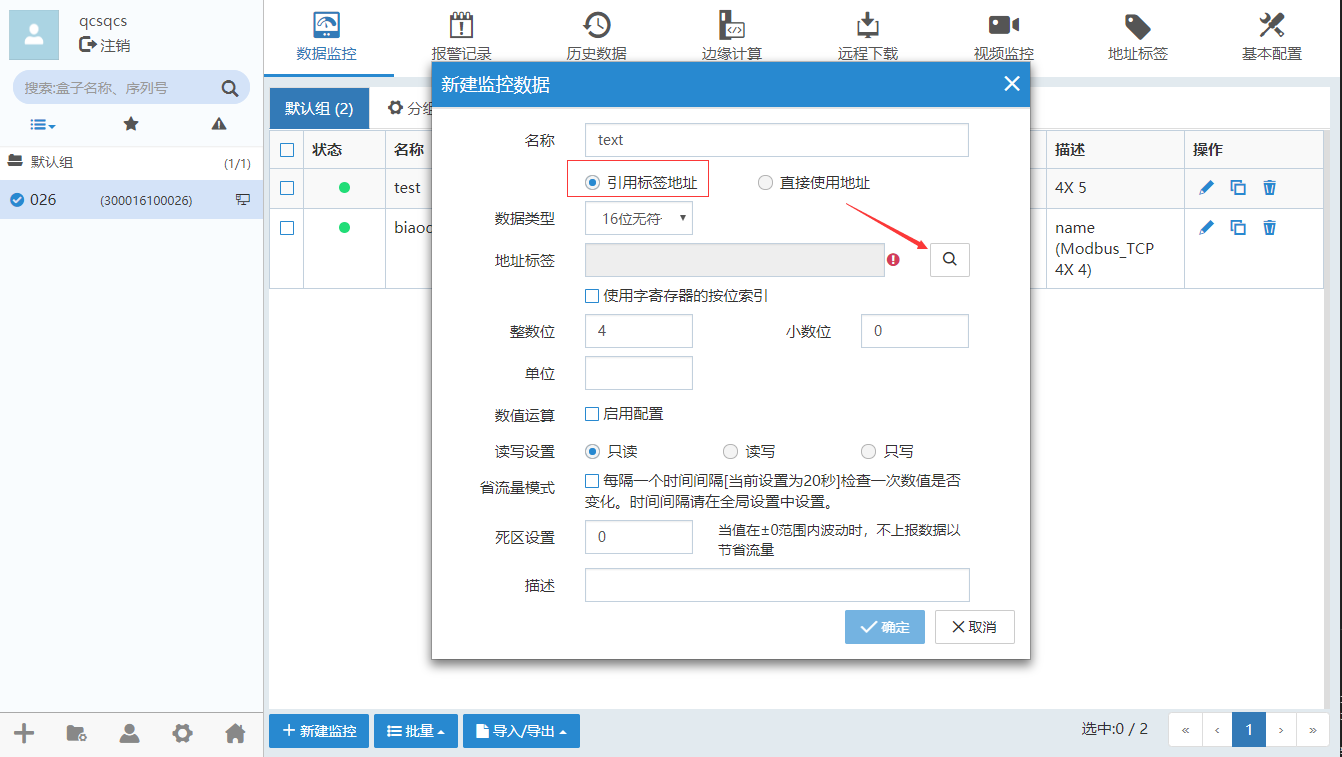 qcsqcs
注销
搜索:盒子名称、序列号
默认组
(1/1)
026
(300016100026)
数据监控
报警记录
历史数据
边缘计算
远程下载
视频监控
地址标签
基本配置
默认组 (2)
分组
状态
名称
描述
操作
test
4X 5
name
(Modbus_TCP
4X 4)
新建监控数据
名称
text
引用标签地址
直接使用地址
数据类型
16位无符
地址标签
使用字寄存器的按位索引
整数位
4
小数位
0
单位
数值运算
启用配置
读写设置
只读
读写
只写
省流量模式
每隔一个时间间隔[当前设置为20秒]检查一次数值是否
变化。时间间隔请在全局设置中设置。
死区设置
0
当值在±0范围内波动时，不上报数据以
节省流量
描述
确定
取消
新建监控
批量
导入/导出
选中:0 / 2
«
‹
1
›
»